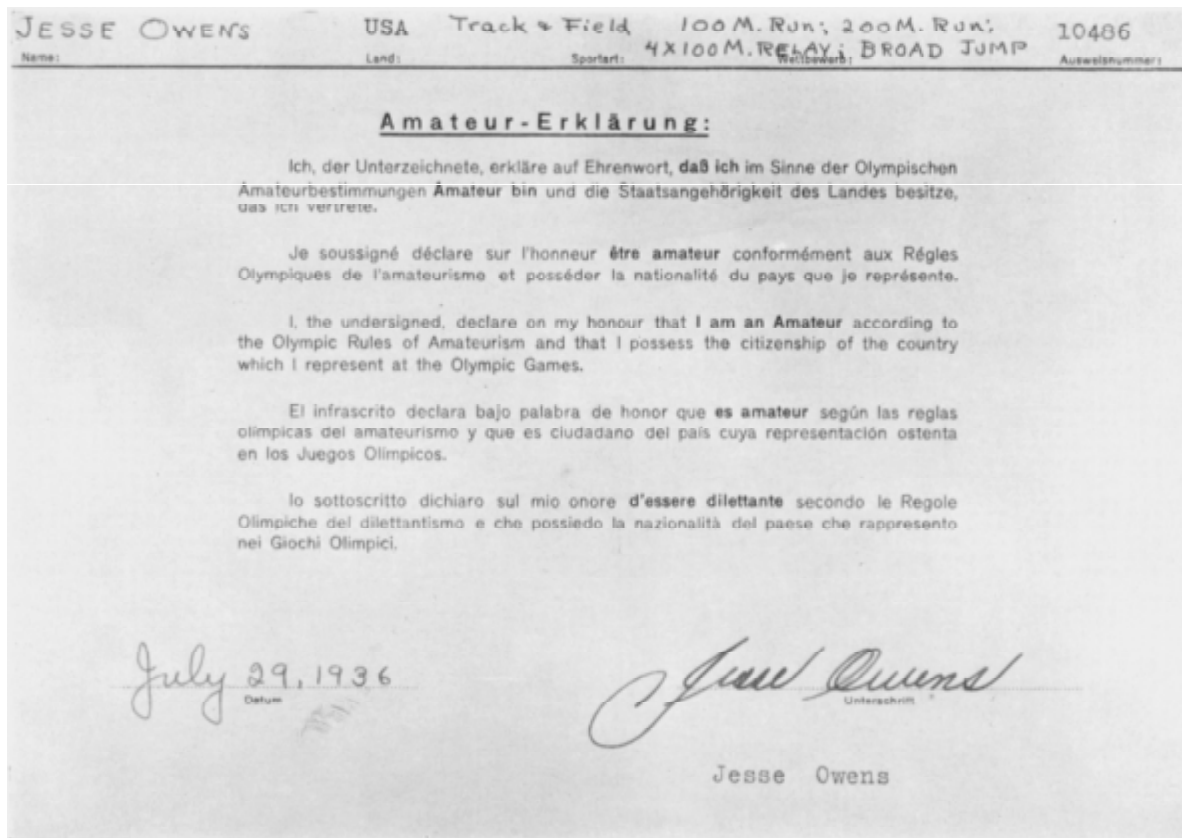 JESSE OWENS USA Track & Field 100 M. Run; 200 M. Run;
4X100 M. RELAY; BROAD JUMP 10486
Name: Land: Sportart: Wettbewerb: Ausweisnummer:
Amateur-Erklärung:
Ich, der Unterzeichnete, erkläre auf Ehrenwort, daß ich im Sinne der Olympischen
Amateurbestimmungen Amateur bin und die Staatsangehörigkeit des Landes besitze,
das ich vertrete.
Je soussigné déclare sur l'honneur être amateur conformément aux Régles
Olympiques de l'amateurisme et posséder la nationalité du pays que je représente.
I, the undersigned, declare on my honour that I am an Amateur according to
the Olympic Rules of Amateurism and that I possess the citizenship of the country
which I represent at the Olympic Games.
El infrascrito declara bajo palabra de honor que es amateur según las reglas
olímpicas del amateurismo y que es ciudadano del país cuya representación ostenta
en los Juegos Olímpicos.
Io sottoscritto dichiaro sul mio onore d'essere dilettante secondo le Regole
Olimpiche del dilettantismo e che possiedo la nazionalità del paese che rappresento
nei Giochi Olimpici.
July 29, 1936 Jesse Owens
Datum Unterschrift
Jesse Owens